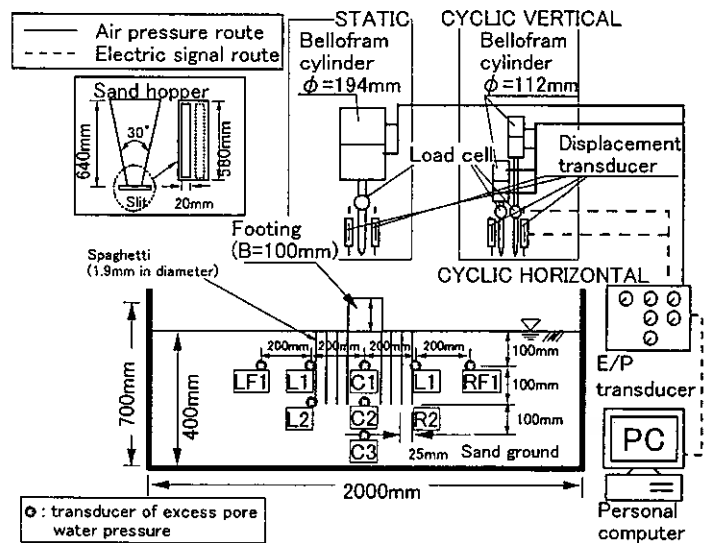 Air pressure route
Electric signal route
Sand hopper
640mm
30°
580mm
Slit
20mm
STATIC
Bellofram
cylinder
ϕ=194mm
CYCLIC VERTICAL
Bellofram
cylinder
ϕ=112mm
Load cell
Displacement
transducer
Footing
(B=100mm)
Spaghetti
(1.9mm in diameter)
CYCLIC HORIZONTAL
E/P
transducer
PC
Personal
computer
700mm
400mm
200mm 200mm 200mm 200mm
100mm
100mm
100mm
LF1 L1 C1 L1 RF1
L2 C2 R2
C3
25mm
Sand ground
2000mm
: transducer of excess pore
water pressure